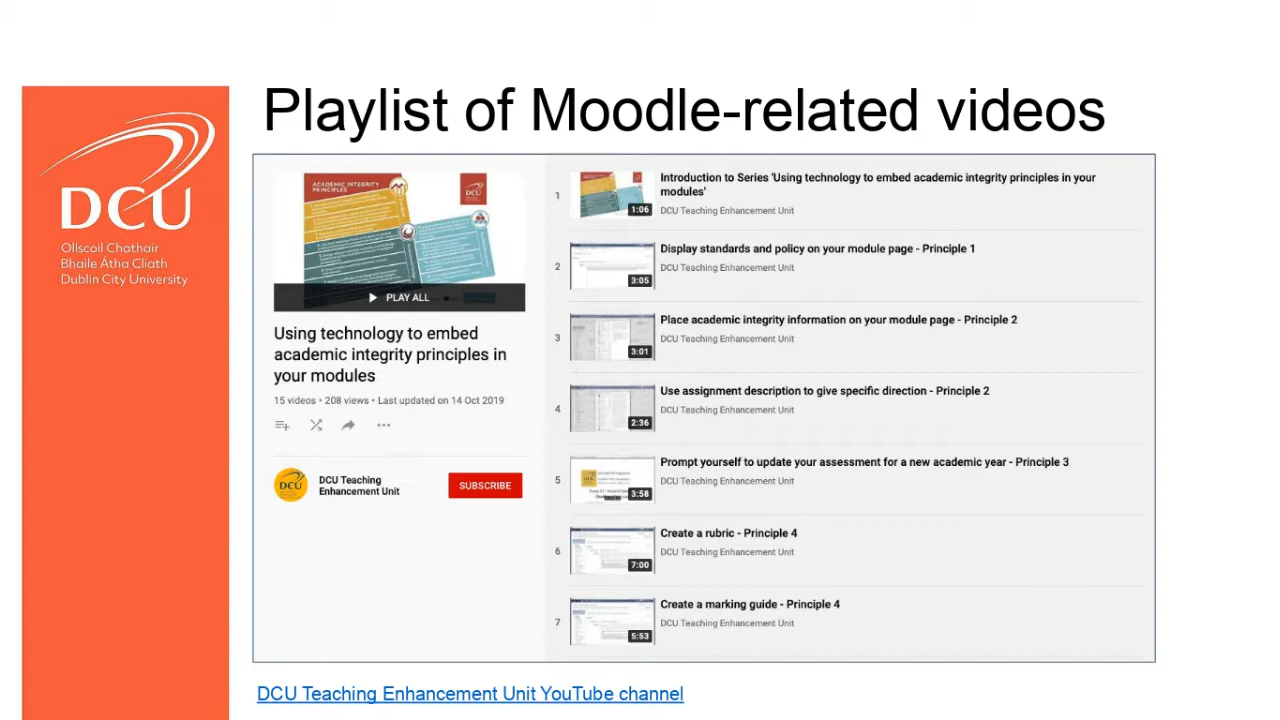 Playlist of Moodle-related videos
DCU
Ollscoil Chathair
Bhaile Átha Cliath
Dublin City University
ACADEMIC INTEGRITY
PRINCIPLES
DCU
PLAY ALL
Using technology to embed
academic integrity principles in
your modules
15 videos • 208 views • Last updated on 14 Oct 2019
DCU
DCU Teaching
Enhancement Unit
SUBSCRIBE
1
1:06
Introduction to Series 'Using technology to embed academic integrity principles in your
modules'
DCU Teaching Enhancement Unit
2
3:05
Display standards and policy on your module page - Principle 1
DCU Teaching Enhancement Unit
3
3:01
Place academic integrity information on your module page - Principle 2
DCU Teaching Enhancement Unit
4
2:36
Use assignment description to give specific direction - Principle 2
DCU Teaching Enhancement Unit
5
3:58
Prompt yourself to update your assessment for a new academic year - Principle 3
DCU Teaching Enhancement Unit
6
7:00
Create a rubric - Principle 4
DCU Teaching Enhancement Unit
7
5:53
Create a marking guide - Principle 4
DCU Teaching Enhancement Unit
DCU Teaching Enhancement Unit YouTube channel